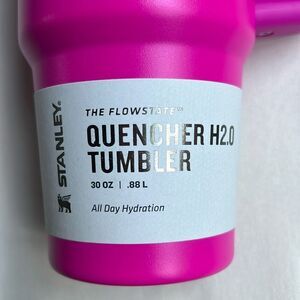 STANLEY
THE FLOWSTATE™
QUENCHER H2.0
TUMBLER
30 OZ | .88 L
All Day Hydration